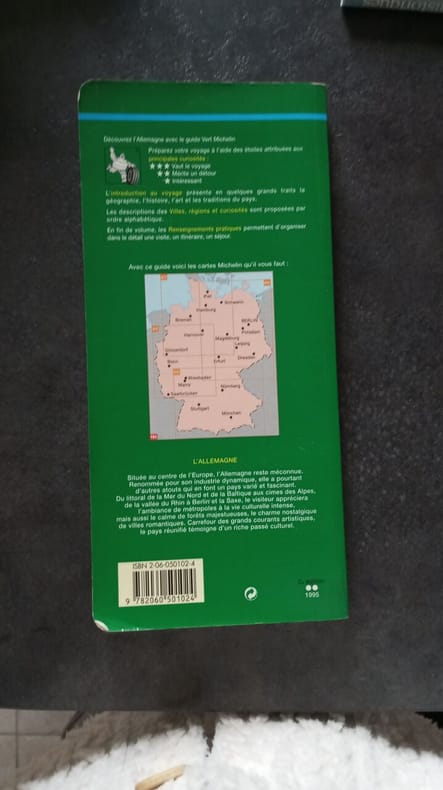 Découvrez l'Allemagne avec le guide Vert Michelin
Préparez votre voyage à l'aide des étoiles attribuées aux
principales curiosités :
★★★ Vaut le voyage
★★ Mérite un détour
★ Intéressant
L'introduction au voyage présente en quelques grands traits la
géographie, l'histoire, l'art et les traditions du pays.
Les descriptions des Villes, régions et curiosités sont proposées par
ordre alphabétique.
En fin de volume, les Renseignements pratiques permettent d'organiser
dans le détail une visite, un itinéraire, un séjour.
Avec ce guide voici les cartes Michelin qu'il vous faut :
Kiel
Schwerin
Hamburg
Bremen
BERLIN
Potsdam
Hannover
Magdeburg
Leipzig
Düsseldorf
Erfurt
Dresden
Bonn
Wiesbaden
Mainz
Nürnberg
Saarbrücken
Stuttgart
München
L'ALLEMAGNE
Située au centre de l'Europe, l'Allemagne reste méconnue.
Renommée pour son industrie dynamique, elle a pourtant
d'autres atouts qui en font un pays varié et fascinant.
Du littoral de la Mer du Nord et de la Baltique aux cimes des Alpes,
de la vallée du Rhin à Berlin et la Saxe, le visiteur appréciera
l'ambiance de métropoles à la vie culturelle intense,
mais aussi le calme de forêts majestueuses, le charme nostalgique
de villes romantiques. Carrefour des grands courants artistiques,
le pays réunifié témoigne d'un riche passé culturel.
ISBN 2-06-050102-4
9 782060 501024
1995